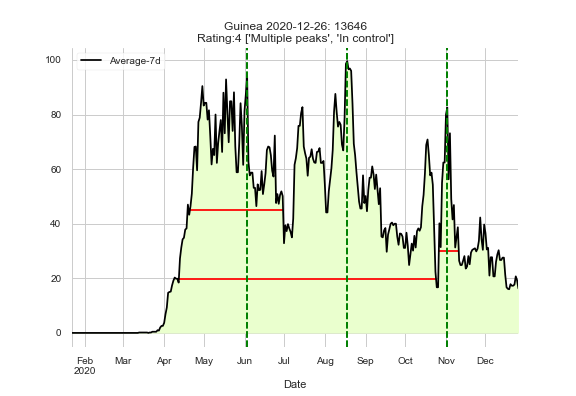 Guinea 2020-12-26: 13646
Rating:4 ['Multiple peaks', 'In control']
Average-7d
100
80
60
40
20
0
Feb Mar Apr May Jun Jul Aug Sep Oct Nov Dec
2020
Date